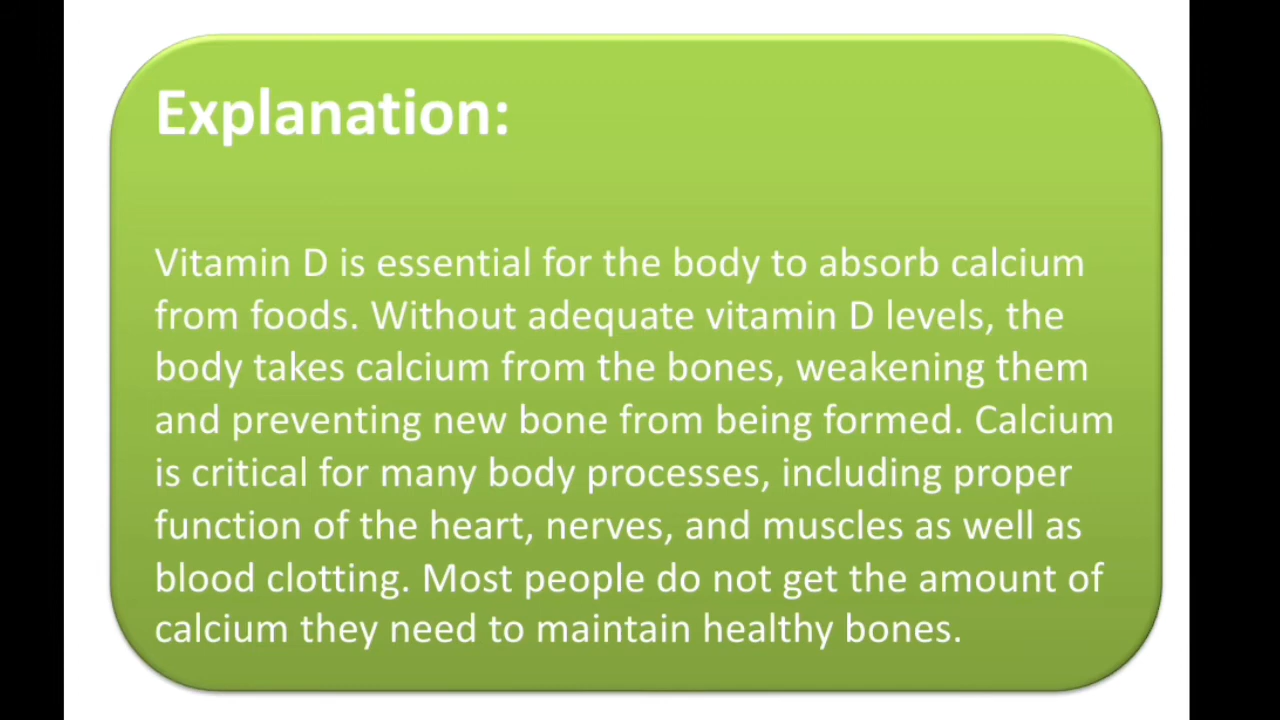 Explanation:
Vitamin D is essential for the body to absorb calcium
from foods. Without adequate vitamin D levels, the
body takes calcium from the bones, weakening them
and preventing new bone from being formed. Calcium
is critical for many body processes, including proper
function of the heart, nerves, and muscles as well as
blood clotting. Most people do not get the amount of
calcium they need to maintain healthy bones.